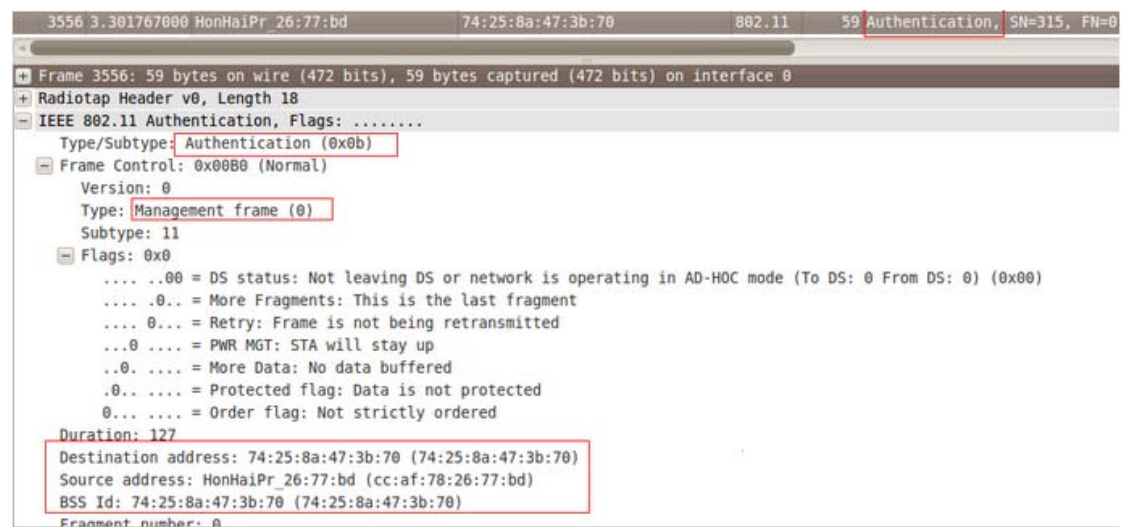 3556 3.301767000 HonHaiPr_26:77:bd 74:25:8a:47:3b:70 802.11 59 Authentication, SN=315, FN=0
Frame 3556: 59 bytes on wire (472 bits), 59 bytes captured (472 bits) on interface 0
Radiotap Header v0, Length 18
IEEE 802.11 Authentication, Flags: ........
Type/Subtype: Authentication (0x0b)
Frame Control: 0x00B0 (Normal)
Version: 0
Type: Management frame (0)
Subtype: 11
Flags: 0x0
.... ..00 = DS status: Not leaving DS or network is operating in AD-HOC mode (To DS: 0 From DS: 0) (0x00)
.... .0.. = More Fragments: This is the last fragment
.... 0... = Retry: Frame is not being retransmitted
...0 .... = PWR MGT: STA will stay up
..0. .... = More Data: No data buffered
.0.. .... = Protected flag: Data is not protected
0... .... = Order flag: Not strictly ordered
Duration: 127
Destination address: 74:25:8a:47:3b:70 (74:25:8a:47:3b:70)
Source address: HonHaiPr_26:77:bd (cc:af:78:26:77:bd)
BSS Id: 74:25:8a:47:3b:70 (74:25:8a:47:3b:70)
Fragment number: 0